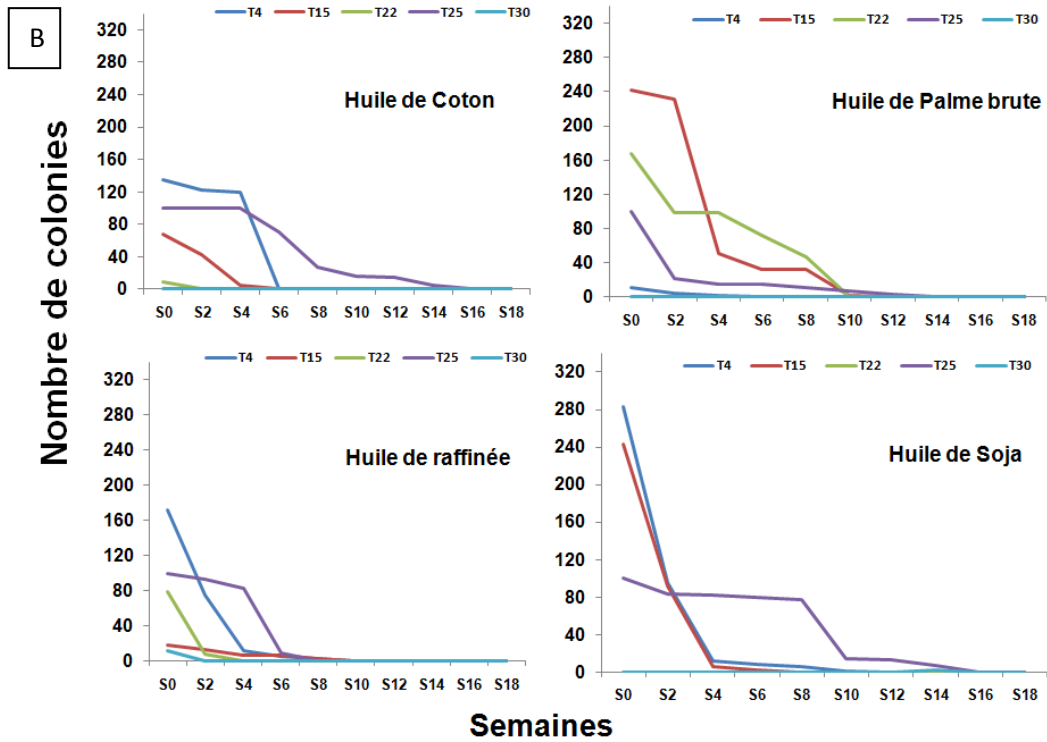 B
Nombre de colonies
T4 T15 T22 T25 T30
320
280
240
200
160
120
80
40
0
Huile de Coton
S0 S2 S4 S6 S8 S10 S12 S14 S16 S18
T4 T15 T22 T25 T30
320
280
240
200
160
120
80
40
0
Huile de Palme brute
S0 S2 S4 S6 S8 S10 S12 S14 S16 S18
T4 T15 T22 T25 T30
320
280
240
200
160
120
80
40
0
Huile de raffinée
S0 S2 S4 S6 S8 S10 S12 S14 S16 S18
T4 T15 T22 T25 T30
320
280
240
200
160
120
80
40
0
Huile de Soja
S0 S2 S4 S6 S8 S10 S12 S14 S16 S18
Semaines